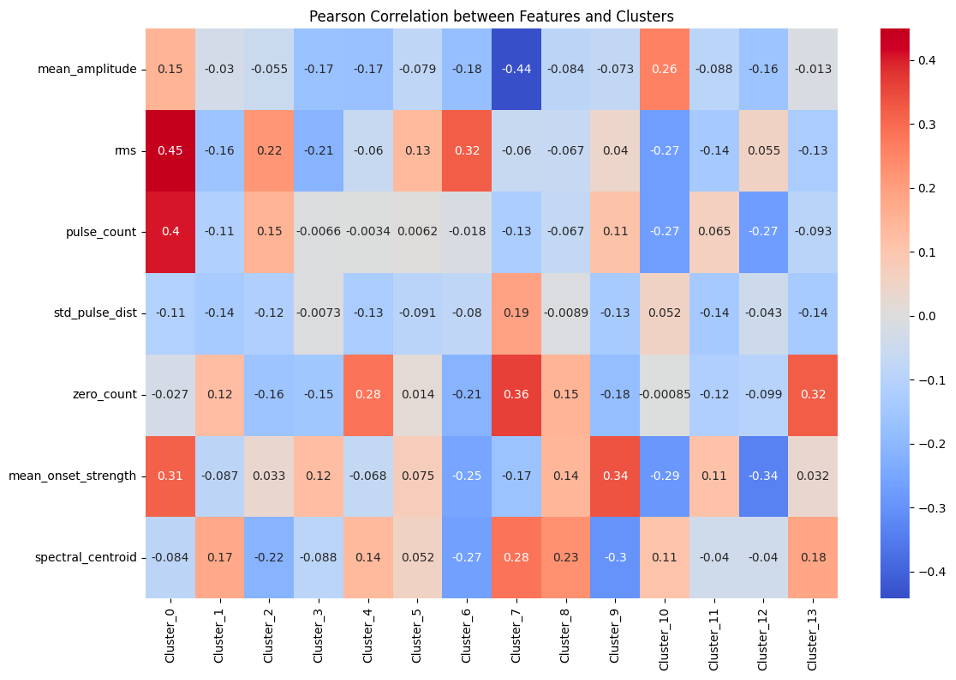 Pearson Correlation between Features and Clusters
mean_amplitude 0.15 -0.03 -0.055 -0.17 -0.17 -0.079 -0.18 -0.44 -0.084 -0.073 0.26 -0.088 -0.16 -0.013
rms 0.45 -0.16 0.22 -0.21 -0.06 0.13 0.32 -0.06 -0.067 0.04 -0.27 -0.14 0.055 -0.13
pulse_count 0.4 -0.11 0.15 -0.0066 -0.0034 0.0062 -0.018 -0.13 -0.067 0.11 -0.27 0.065 -0.27 -0.093
std_pulse_dist -0.11 -0.14 -0.12 -0.0073 -0.13 -0.091 -0.08 0.19 -0.0089 -0.13 0.052 -0.14 -0.043 -0.14
zero_count -0.027 0.12 -0.16 -0.15 0.28 0.014 -0.21 0.36 0.15 -0.18 -0.00085 -0.12 -0.099 0.32
mean_onset_strength 0.31 -0.087 0.033 0.12 -0.068 0.075 -0.25 -0.17 0.14 0.34 -0.29 0.11 -0.34 0.032
spectral_centroid -0.084 0.17 -0.22 -0.088 0.14 0.052 -0.27 0.28 0.23 -0.3 0.11 -0.04 -0.04 0.18
Cluster_0 Cluster_1 Cluster_2 Cluster_3 Cluster_4 Cluster_5 Cluster_6 Cluster_7 Cluster_8 Cluster_9 Cluster_10 Cluster_11 Cluster_12 Cluster_13
0.4
0.3
0.2
0.1
0.0
−0.1
−0.2
−0.3
−0.4